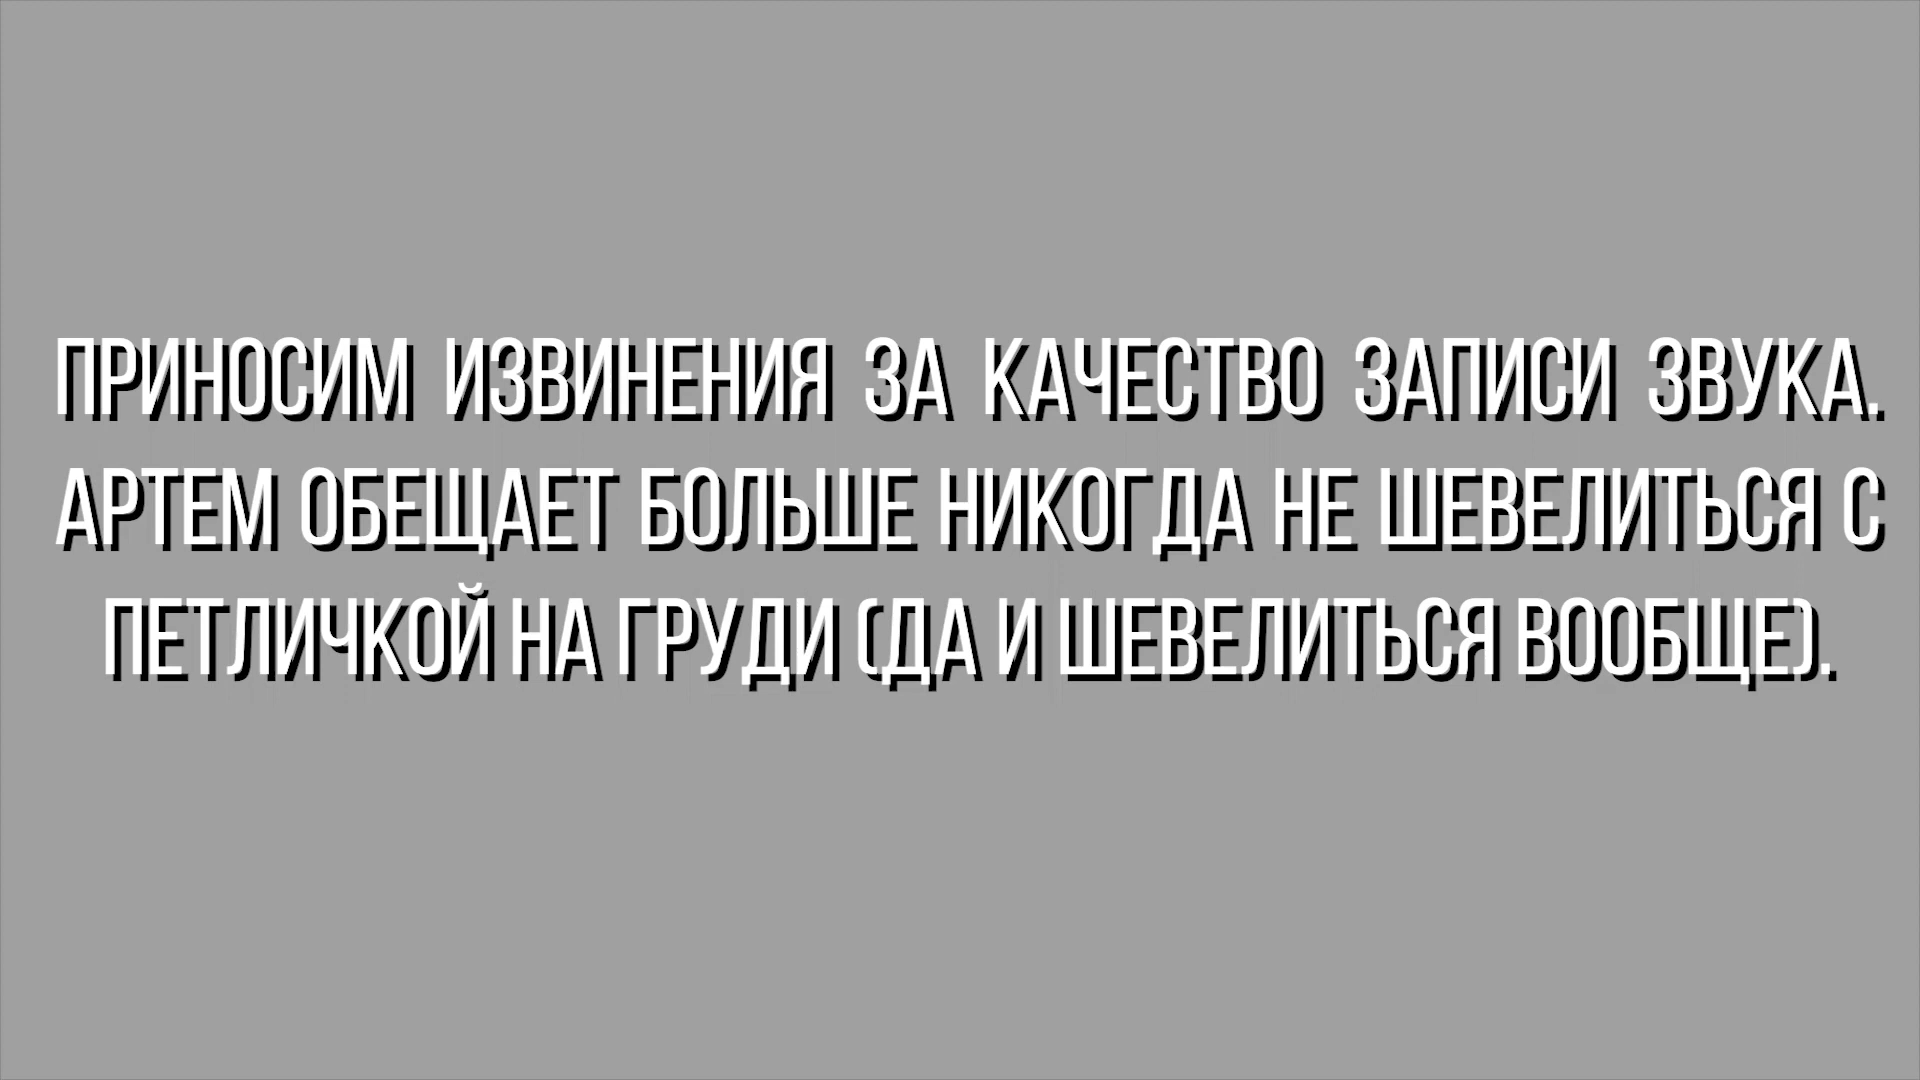 ПРИНОСИМ ИЗВИНЕНИЯ ЗА КАЧЕСТВО ЗАПИСИ ЗВУКА.
АРТЕМ ОБЕЩАЕТ БОЛЬШЕ НИКОГДА НЕ ШЕВЕЛИТЬСЯ С
ПЕТЛИЧКОЙ НА ГРУДИ (ДА И ШЕВЕЛИТЬСЯ ВООБЩЕ).